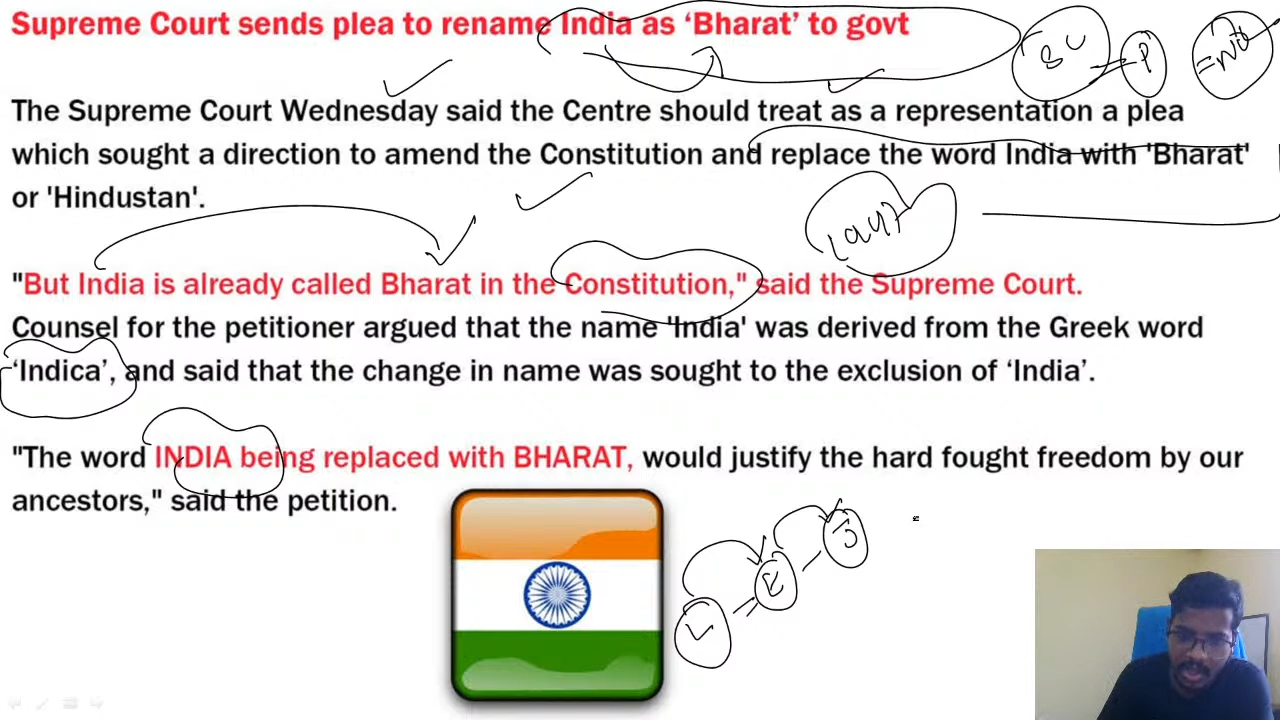 Supreme Court sends plea to rename India as ‘Bharat’ to govt
SC
P
=No
The Supreme Court Wednesday said the Centre should treat as a representation a plea
which sought a direction to amend the Constitution and replace the word India with 'Bharat'
or 'Hindustan'.
"But India is already called Bharat in the Constitution," said the Supreme Court.
Counsel for the petitioner argued that the name 'India' was derived from the Greek word
‘Indica’, and said that the change in name was sought to the exclusion of ‘India’.
"The word INDIA being replaced with BHARAT, would justify the hard fought freedom by our
ancestors," said the petition.
L
E
J